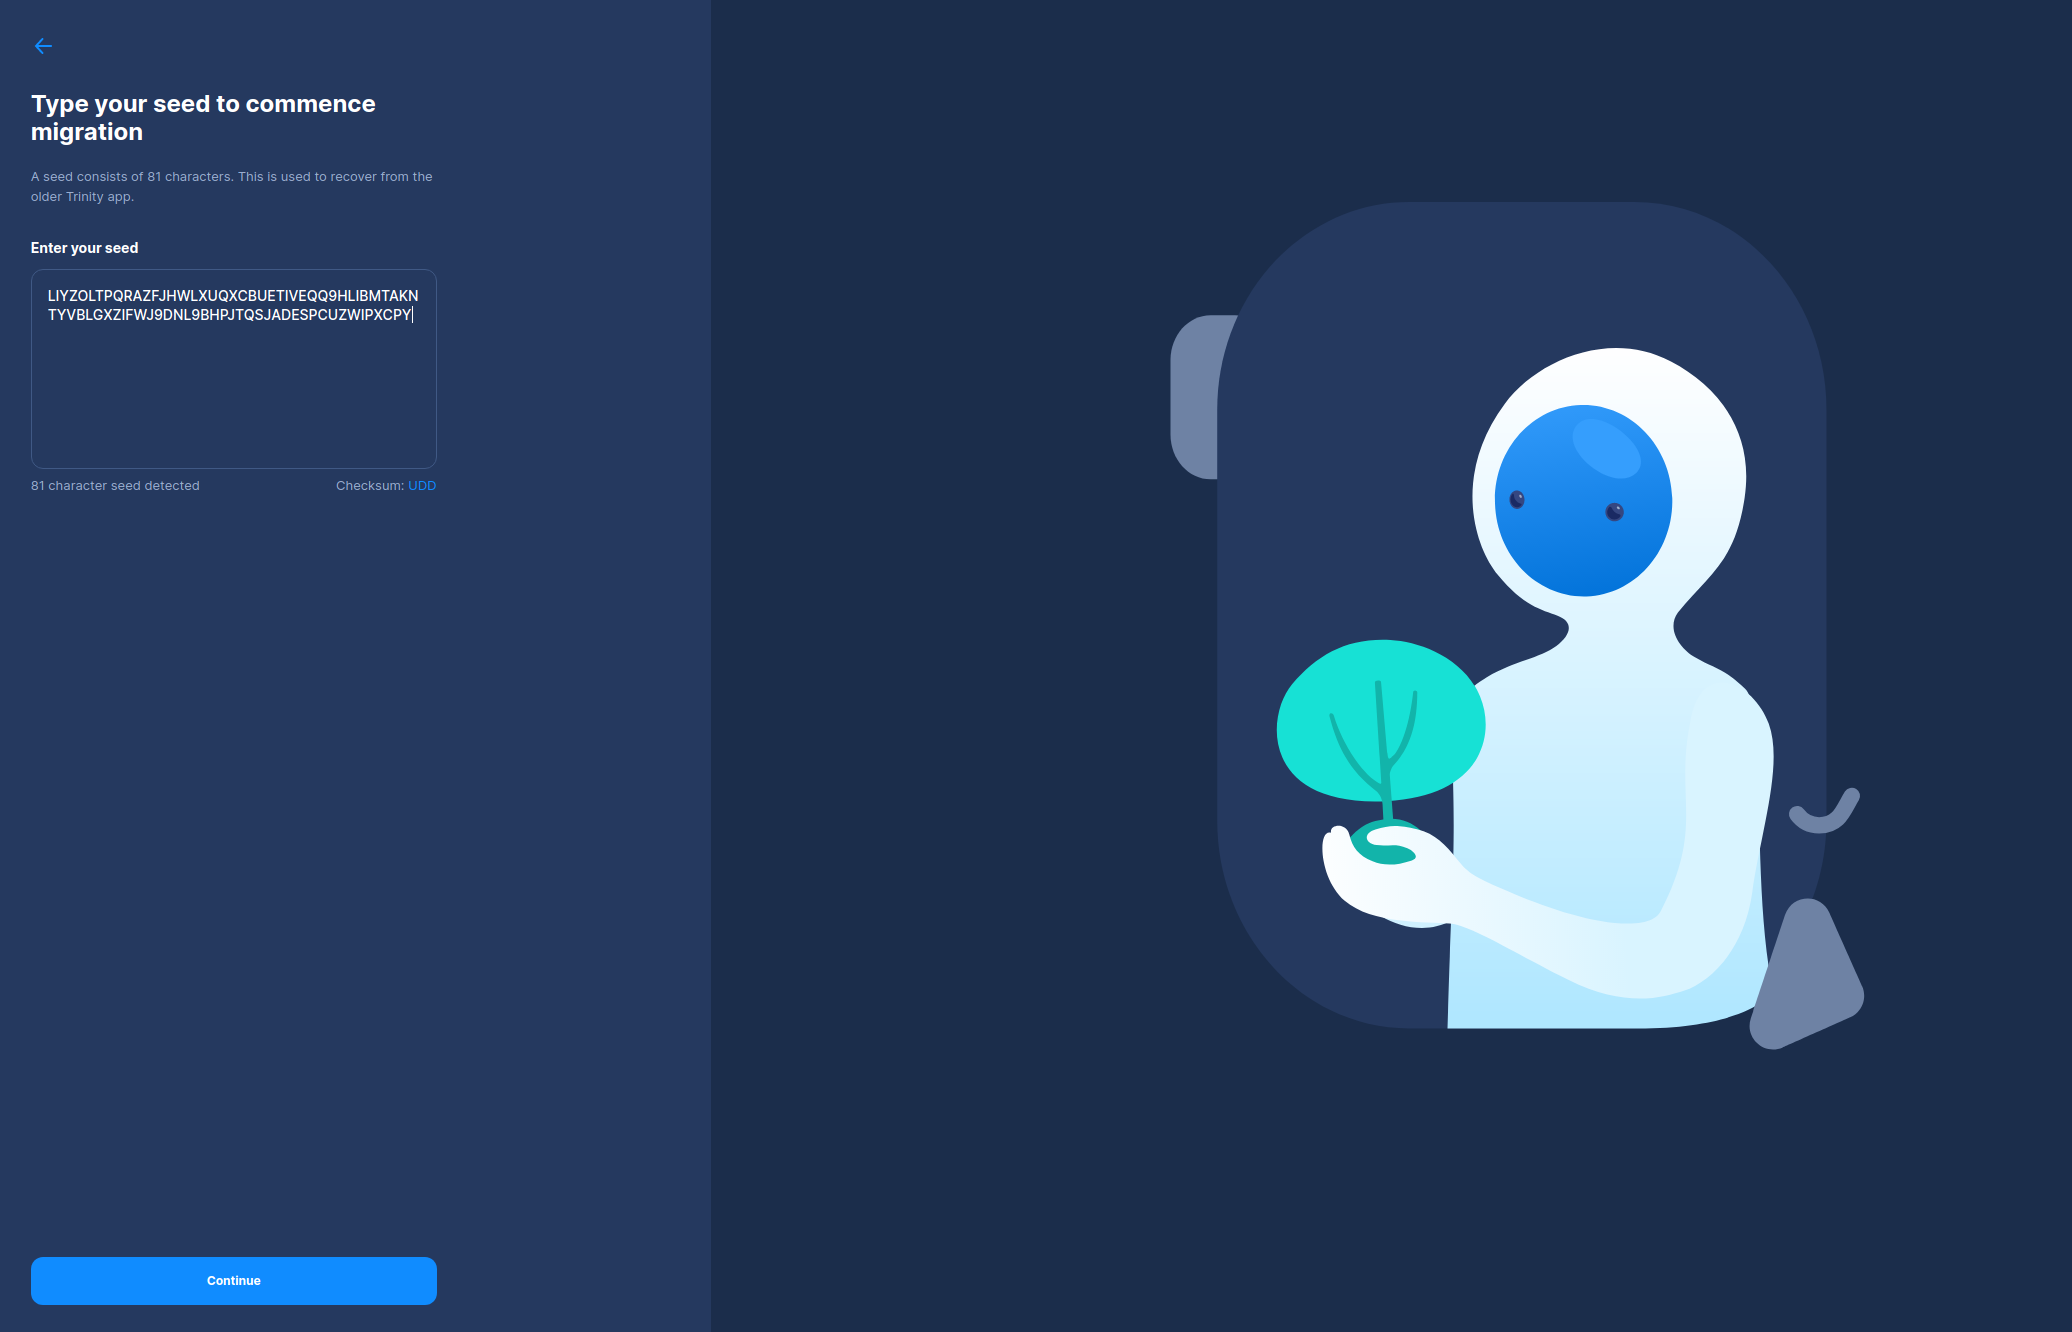 Type your seed to commence
migration
A seed consists of 81 characters. This is used to recover from the
older Trinity app.
Enter your seed
LIYZOLTPQRAZFJHWLXUQXCBUETIVEQQ9HLIBMTAKN
TYVBLGXZIFWJ9DNL9BHPJTQSJADESPCUZWIPXCPY
81 character seed detected
Checksum: UDD
Continue